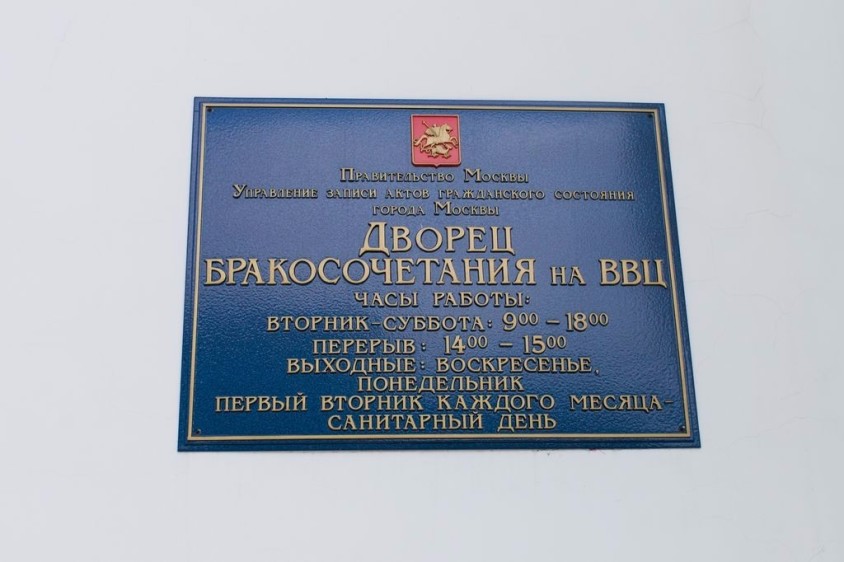 Правительство Москвы
Управление записи актов гражданского состояния
города Москвы
Дворец
бракосочетания на ВВЦ
часы работы:
вторник-суббота: 9⁰⁰ – 18⁰⁰
перерыв: 14⁰⁰ – 15⁰⁰
выходные: воскресенье,
понедельник
первый вторник каждого месяца-
санитарный день